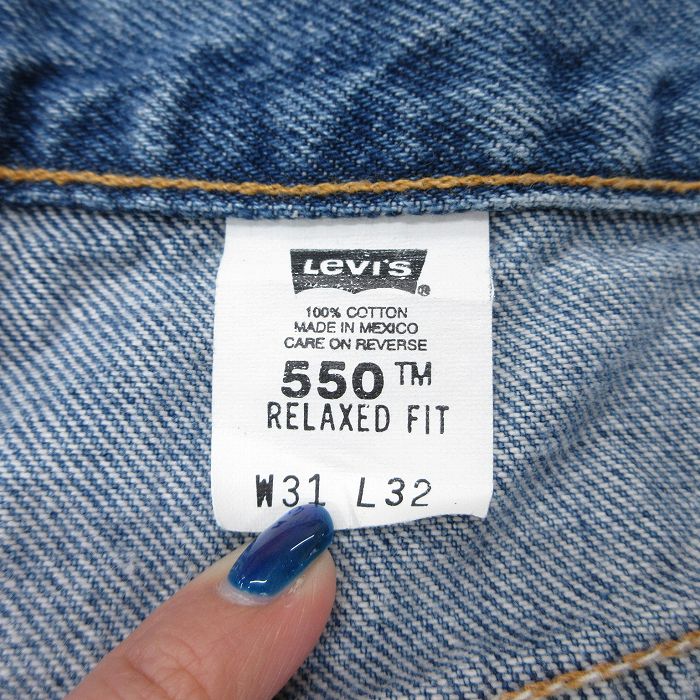 Levi's ®
100% COTTON
MADE IN MEXICO
CARE ON REVERSE
550™
RELAXED FIT
W31 L32